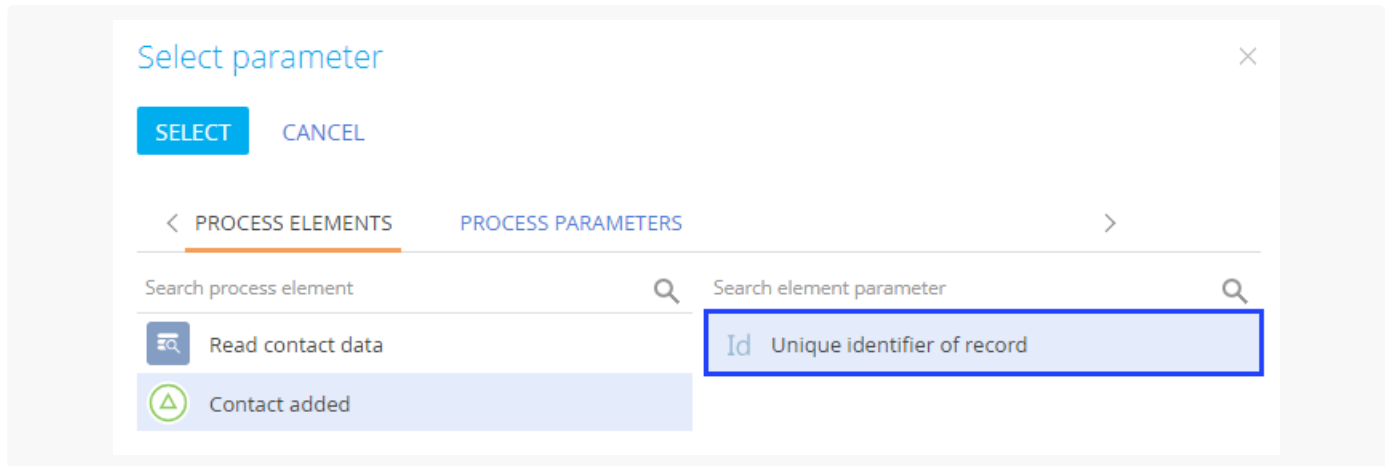 Select parameter
SELECT CANCEL
PROCESS ELEMENTS PROCESS PARAMETERS
Search process element Search element parameter
Read contact data Id Unique identifier of record
Contact added